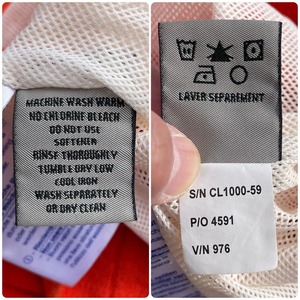 MACHINE WASH WARM
NO CHLORINE BLEACH
DO NOT USE
SOFTENER
RINSE THOROUGHLY
TUMBLE DRY LOW
COOL IRON
WASH SEPARATELY
OR DRY CLEAN
LAVER SEPAREMENT
S/N CL1000-59
P/O 4591
V/N 976